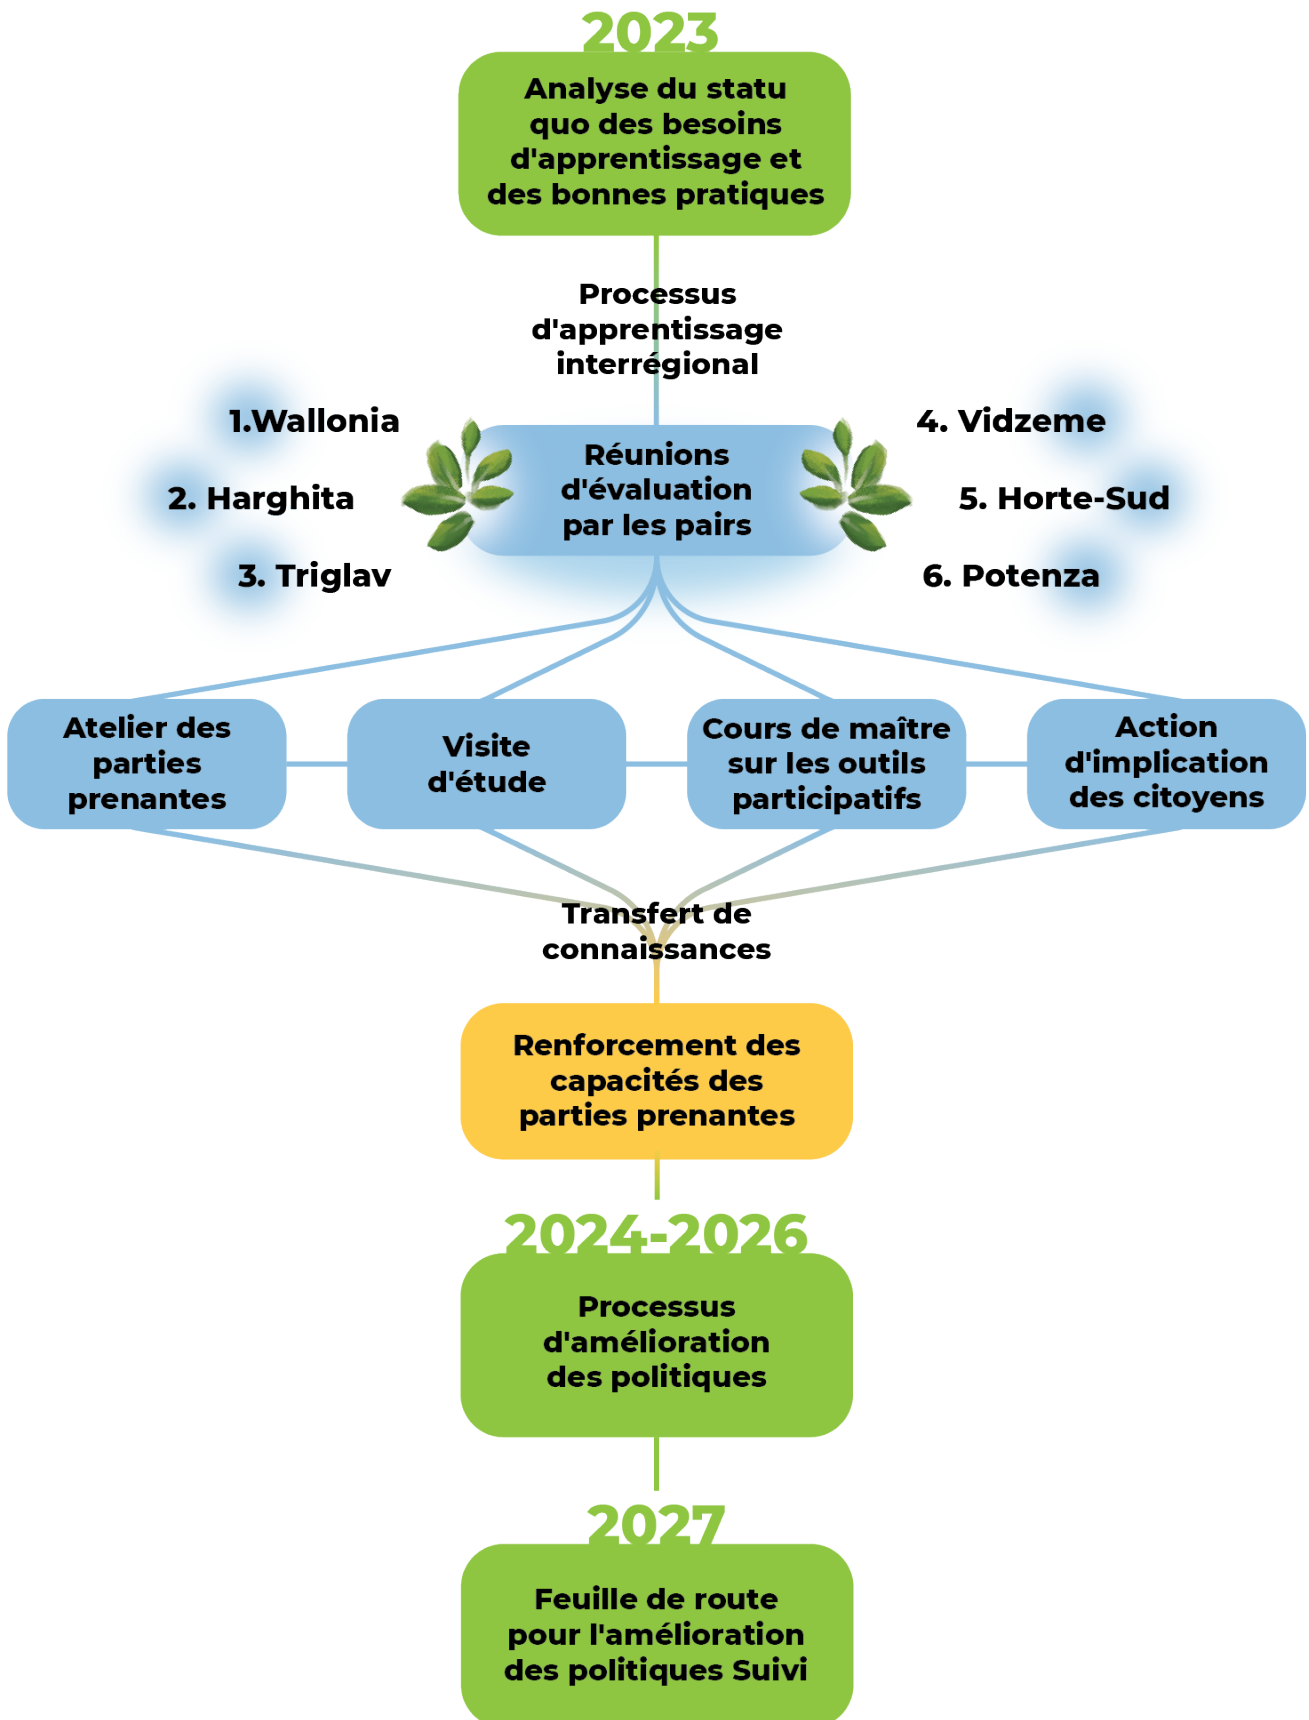 2023
Analyse du statu
quo des besoins
d'apprentissage et
des bonnes pratiques
Processus
d'apprentissage
interrégional
1.Wallonia
2. Harghita
3. Triglav
Réunions
d'évaluation
par les pairs
4. Vidzeme
5. Horte-Sud
6. Potenza
Atelier des
parties
prenantes
Visite
d'étude
Cours de maître
sur les outils
participatifs
Action
d'implication
des citoyens
Transfert de
connaissances
Renforcement des
capacités des
parties prenantes
2024-2026
Processus
d'amélioration
des politiques
2027
Feuille de route
pour l'amélioration
des politiques Suivi